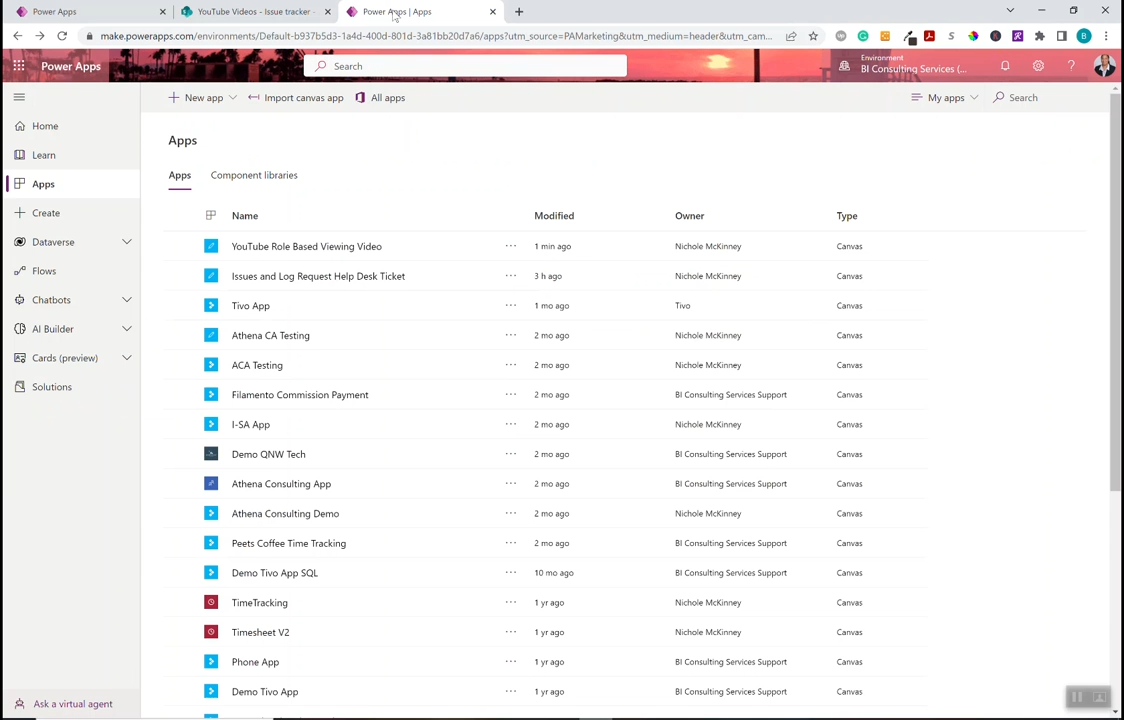 Power Apps
YouTube Videos - Issue tracker -
Power Apps | Apps
make.powerapps.com/environments/Default-b937b5d3-1a4d-400d-801d-3a81bb20d7a6/apps?utm_source=PAMarketing&utm_medium=header&utm_cam...
Power Apps
Search
Environment
BI Consulting Services (...
New app
Import canvas app
All apps
My apps
Search
Home
Learn
Apps
Create
Dataverse
Flows
Chatbots
AI Builder
Cards (preview)
Solutions
Ask a virtual agent
Apps
Apps Component libraries
Name Modified Owner Type
YouTube Role Based Viewing Video ... 1 min ago Nichole McKinney Canvas
Issues and Log Request Help Desk Ticket ... 3 h ago Nichole McKinney Canvas
Tivo App ... 1 mo ago Tivo Canvas
Athena CA Testing ... 2 mo ago Nichole McKinney Canvas
ACA Testing ... 2 mo ago Nichole McKinney Canvas
Filamento Commission Payment ... 2 mo ago BI Consulting Services Support Canvas
I-SA App ... 2 mo ago Nichole McKinney Canvas
Demo QNW Tech ... 2 mo ago BI Consulting Services Support Canvas
Athena Consulting App ... 2 mo ago BI Consulting Services Support Canvas
Athena Consulting Demo ... 2 mo ago Nichole McKinney Canvas
Peets Coffee Time Tracking ... 2 mo ago BI Consulting Services Support Canvas
Demo Tivo App SQL ... 10 mo ago BI Consulting Services Support Canvas
TimeTracking ... 1 yr ago Nichole McKinney Canvas
Timesheet V2 ... 1 yr ago Nichole McKinney Canvas
Phone App ... 1 yr ago BI Consulting Services Support Canvas
Demo Tivo App ... 1 yr ago BI Consulting Services Support Canvas